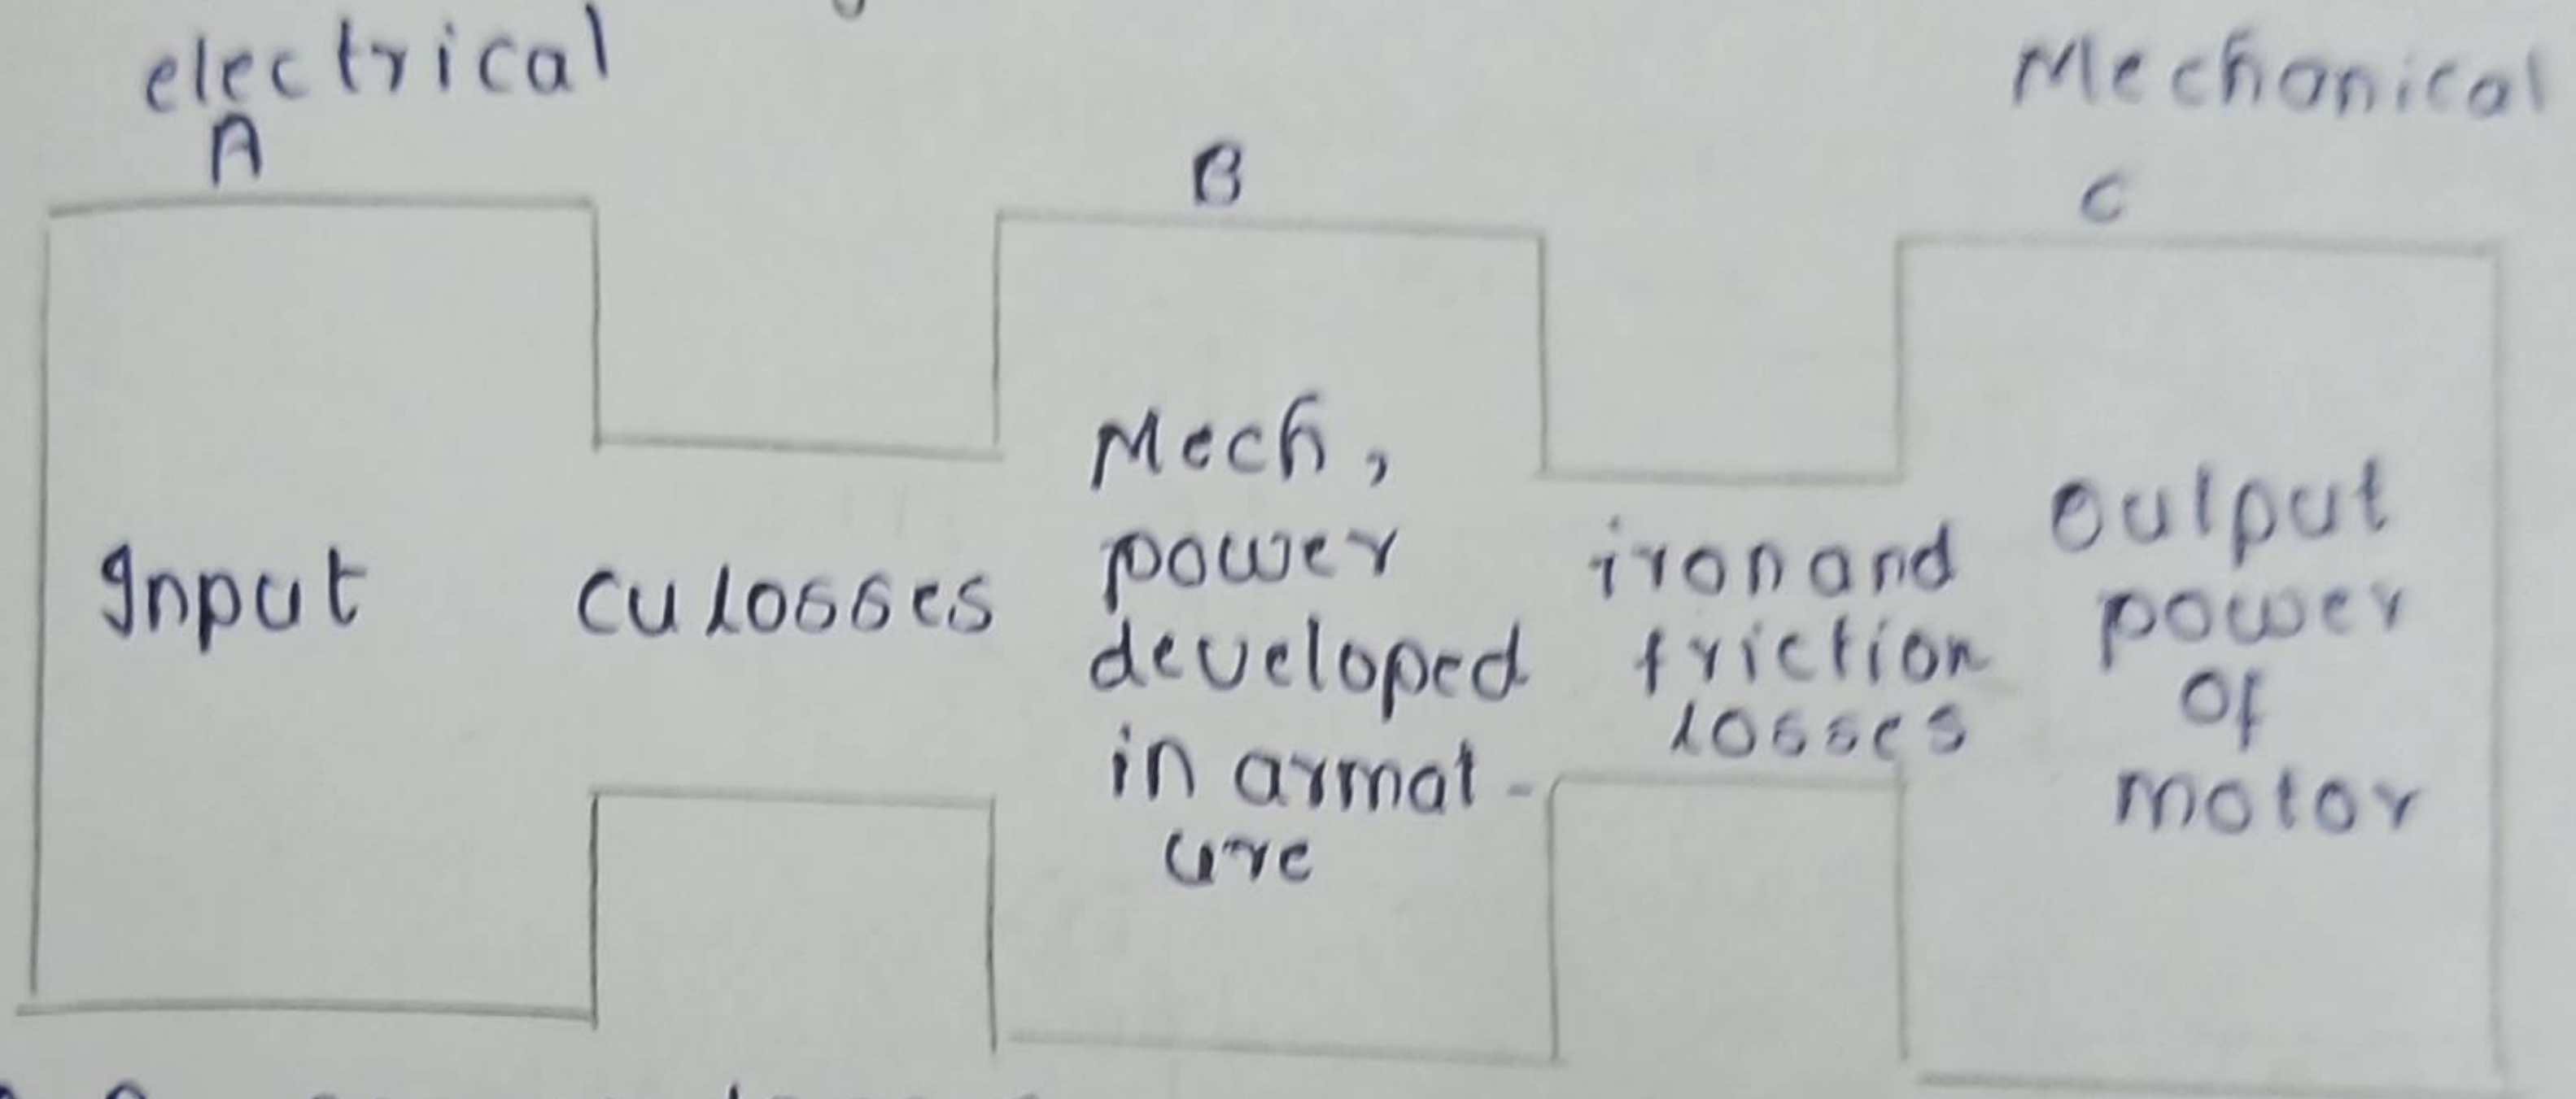 electrical
A
B
Mechanical
C
Input
cu losses
Mech,
power
developed
in armat-
ure
iron and
friction
losses
Output
power
of
motor